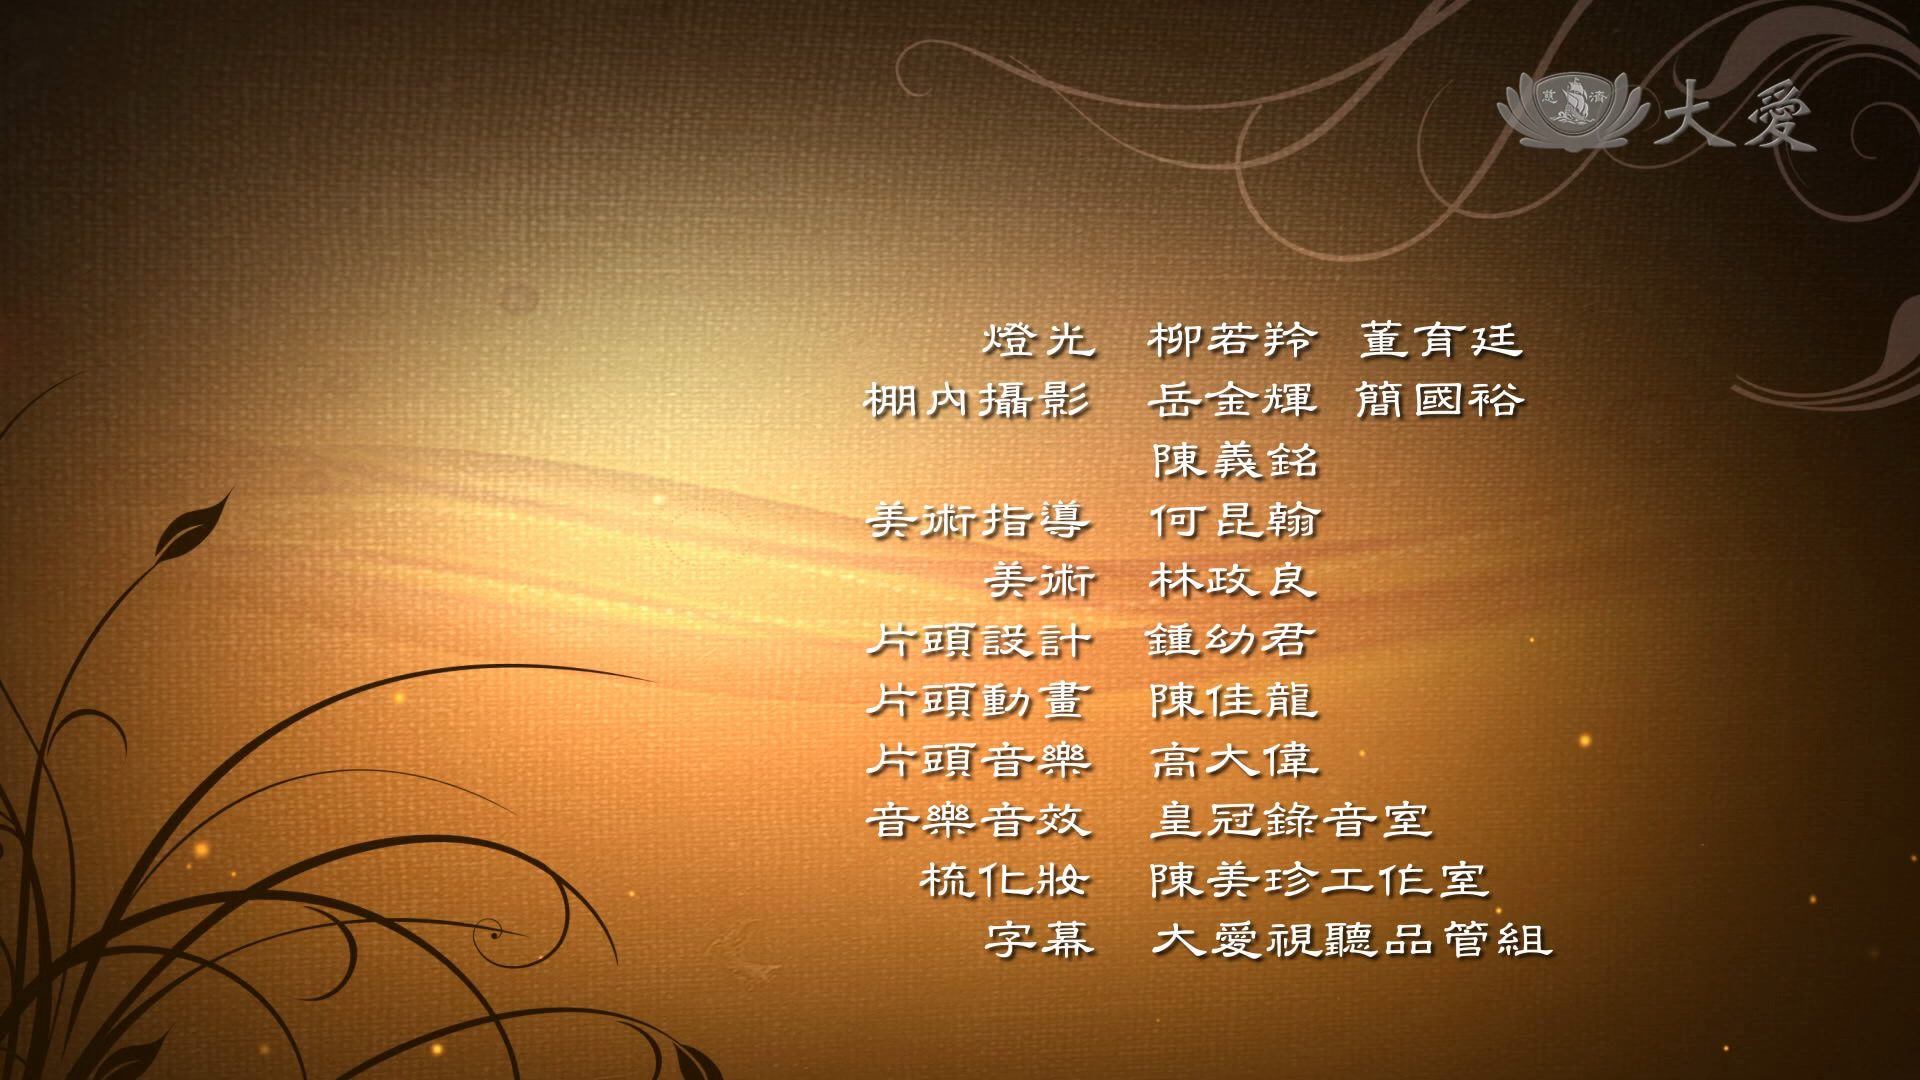 慈濟
大愛
燈光 柳若羚 董育廷
棚內攝影 岳金輝 簡國裕
陳義銘
美術指導 何昆翰
美術 林政良
片頭設計 鍾幼君
片頭動畫 陳佳龍
片頭音樂 高大偉
音樂音效 皇冠錄音室
梳化妝 陳美珍工作室
字幕 大愛視聽品管組